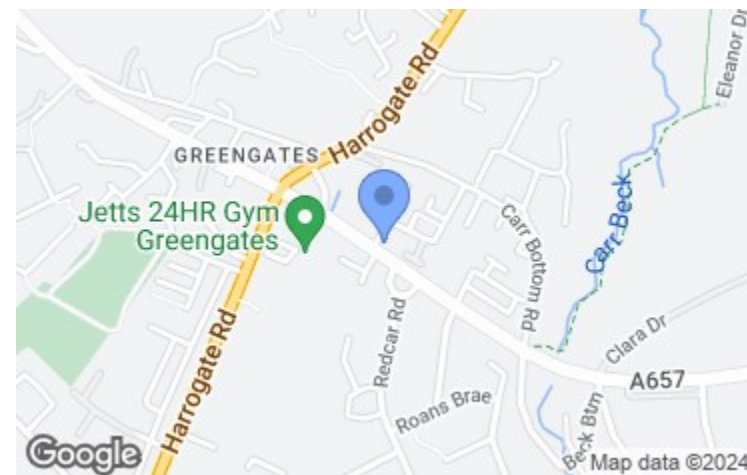 Eleanor Dr
Harrogate Rd
GREENGATES
Jetts 24HR Gym
Greengates
Carr Bottom Rd
Carr Beck
Redcar Rd
Clara Dr
A657
Harrogate Rd
Roans Brae
Beck Btm
Google
Map data ©2024